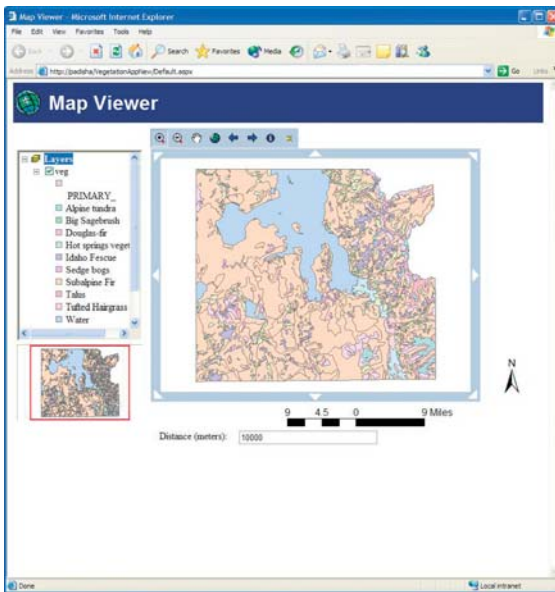 Map Viewer - Microsoft Internet Explorer
File Edit View Favorites Tools Help
Back Search Favorites Media
Address http://padisha/VegetationAppView/Default.aspx Go Links
Map Viewer
Layers
veg
PRIMARY_
Alpine tundra
Big Sagebrush
Douglas-fir
Hot springs veget
Idaho Fescue
Sedge bogs
Subalpine Fir
Talus
Tufted Hairgrass
Water
N
9 4.5 0 9 Miles
Distance (meters): 10000
Done Local intranet